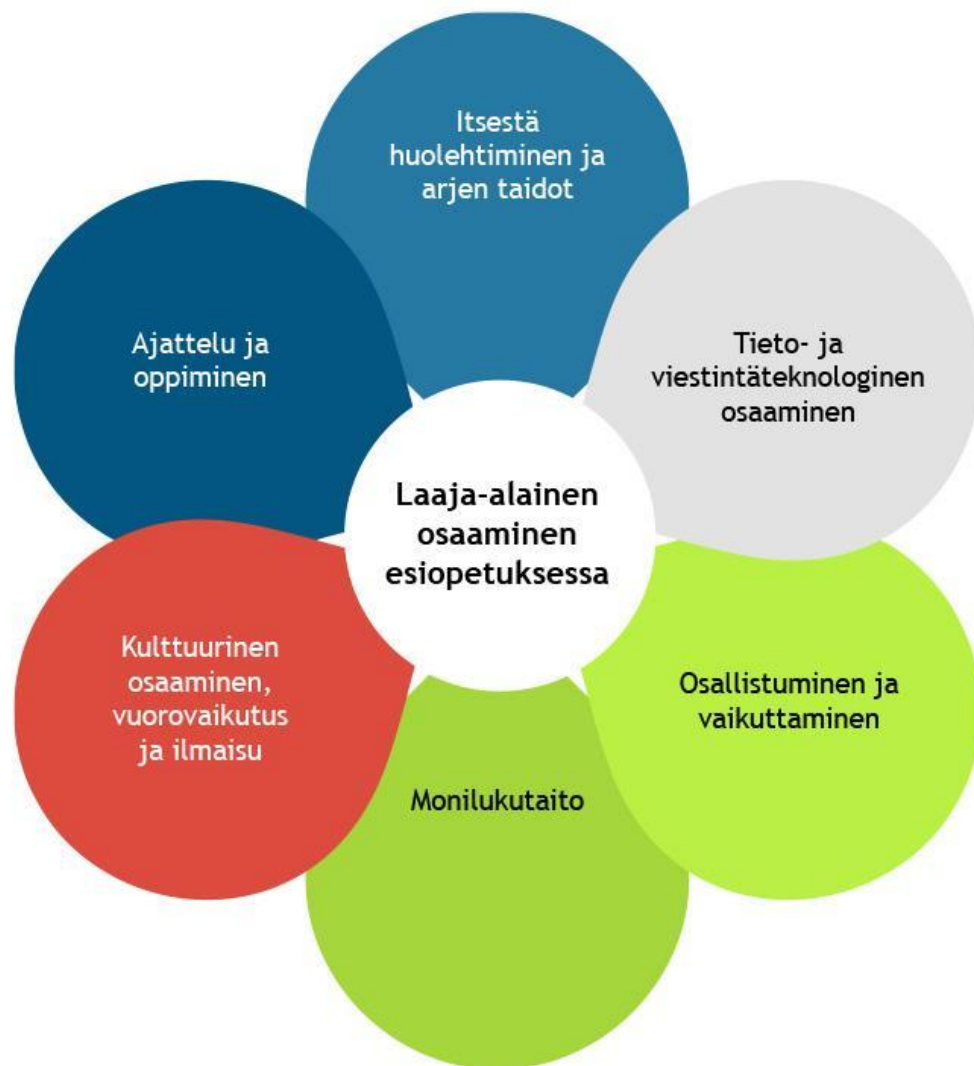 Itsestä
huolehtiminen ja
arjen taidot
Ajattelu ja
oppiminen
Tieto- ja
viestintäteknologinen
osaaminen
Laaja-alainen
osaaminen
esiopetuksessa
Kulttuurinen
osaaminen,
vuorovaikutus
ja ilmaisu
Osallistuminen ja
vaikuttaminen
Monilukutaito